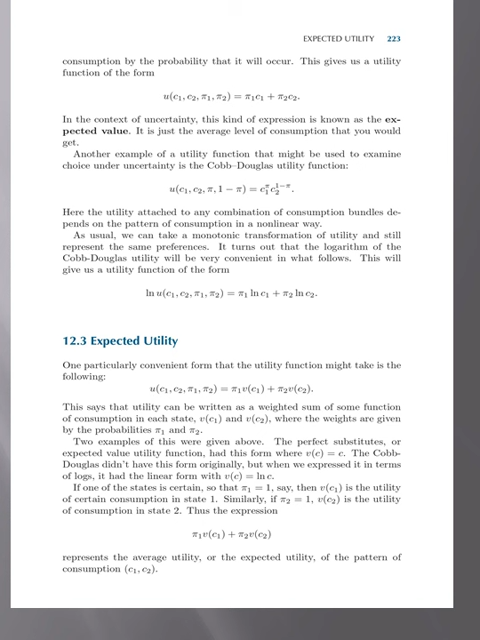 EXPECTED UTILITY 223
consumption by the probability that it will occur. This gives us a utility
function of the form
u(c₁, c₂, π₁, π₂) = π₁c₁ + π₂c₂.
In the context of uncertainty, this kind of expression is known as the ex-
pected value. It is just the average level of consumption that you would
get.
Another example of a utility function that might be used to examine
choice under uncertainty is the Cobb–Douglas utility function:
u(c₁, c₂, π, 1 − π) = c₁^π c₂^{1−π}.
Here the utility attached to any combination of consumption bundles de-
pends on the pattern of consumption in a nonlinear way.
As usual, we can take a monotonic transformation of utility and still
represent the same preferences. It turns out that the logarithm of the
Cobb-Douglas utility will be very convenient in what follows. This will
give us a utility function of the form
ln u(c₁, c₂, π₁, π₂) = π₁ ln c₁ + π₂ ln c₂.
12.3 Expected Utility
One particularly convenient form that the utility function might take is the
following:
u(c₁, c₂, π₁, π₂) = π₁v(c₁) + π₂v(c₂).
This says that utility can be written as a weighted sum of some function
of consumption in each state, v(c₁) and v(c₂), where the weights are given
by the probabilities π₁ and π₂.
Two examples of this were given above. The perfect substitutes, or
expected value utility function, had this form where v(c) = c. The Cobb-
Douglas didn't have this form originally, but when we expressed it in terms
of logs, it had the linear form with v(c) = ln c.
If one of the states is certain, so that π₁ = 1, say, then v(c₁) is the utility
of certain consumption in state 1. Similarly, if π₂ = 1, v(c₂) is the utility
of consumption in state 2. Thus the expression
π₁v(c₁) + π₂v(c₂)
represents the average utility, or the expected utility, of the pattern of
consumption (c₁, c₂).